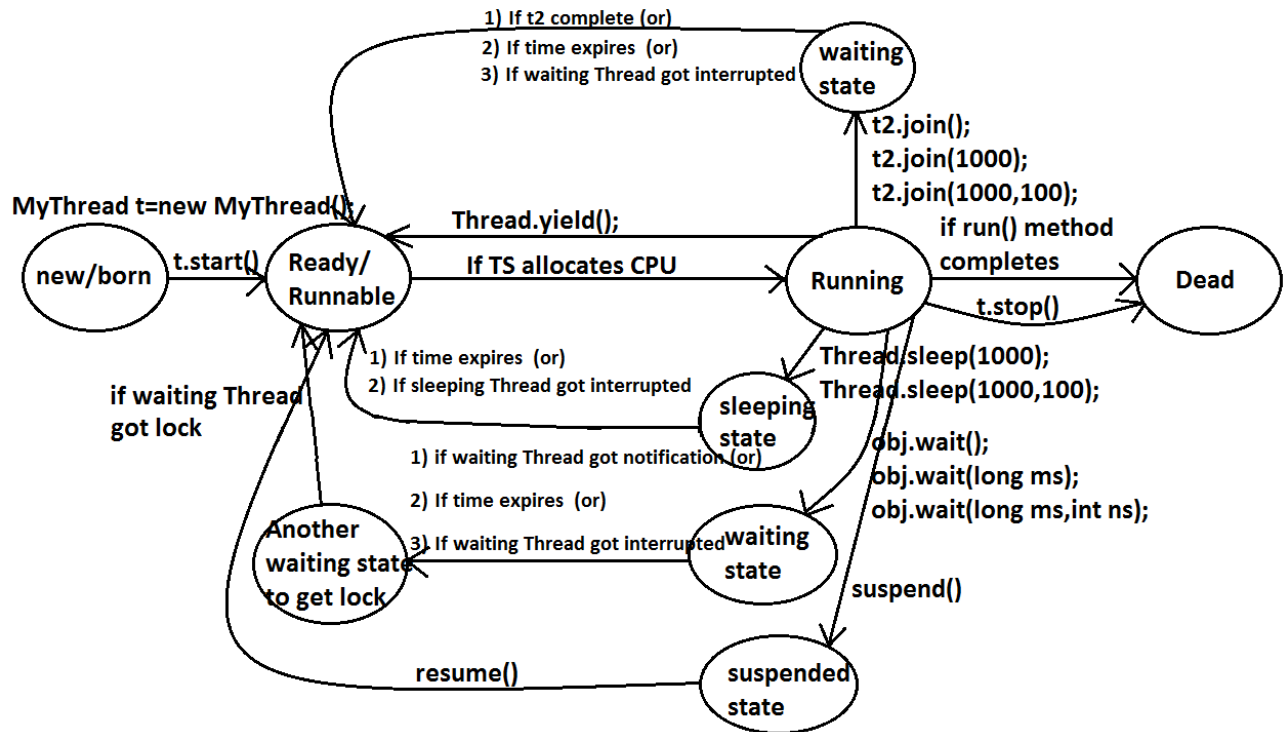 1) If t2 complete (or)
2) If time expires (or)
3) If waiting Thread got interrupted
waiting
state
t2.join();
t2.join(1000);
t2.join(1000,100);
MyThread t=new MyThread();
new/born
t.start()
Ready/
Runnable
Thread.yield();
If TS allocates CPU
Running
if run() method
completes
t.stop()
Dead
1) If time expires (or)
2) If sleeping Thread got interrupted
sleeping
state
Thread.sleep(1000);
Thread.sleep(1000,100);
if waiting Thread
got lock
1) if waiting Thread got notification (or)
2) If time expires (or)
3) If waiting Thread got interrupted
obj.wait();
obj.wait(long ms);
obj.wait(long ms,int ns);
Another
waiting state
to get lock
waiting
state
suspend()
resume()
suspended
state